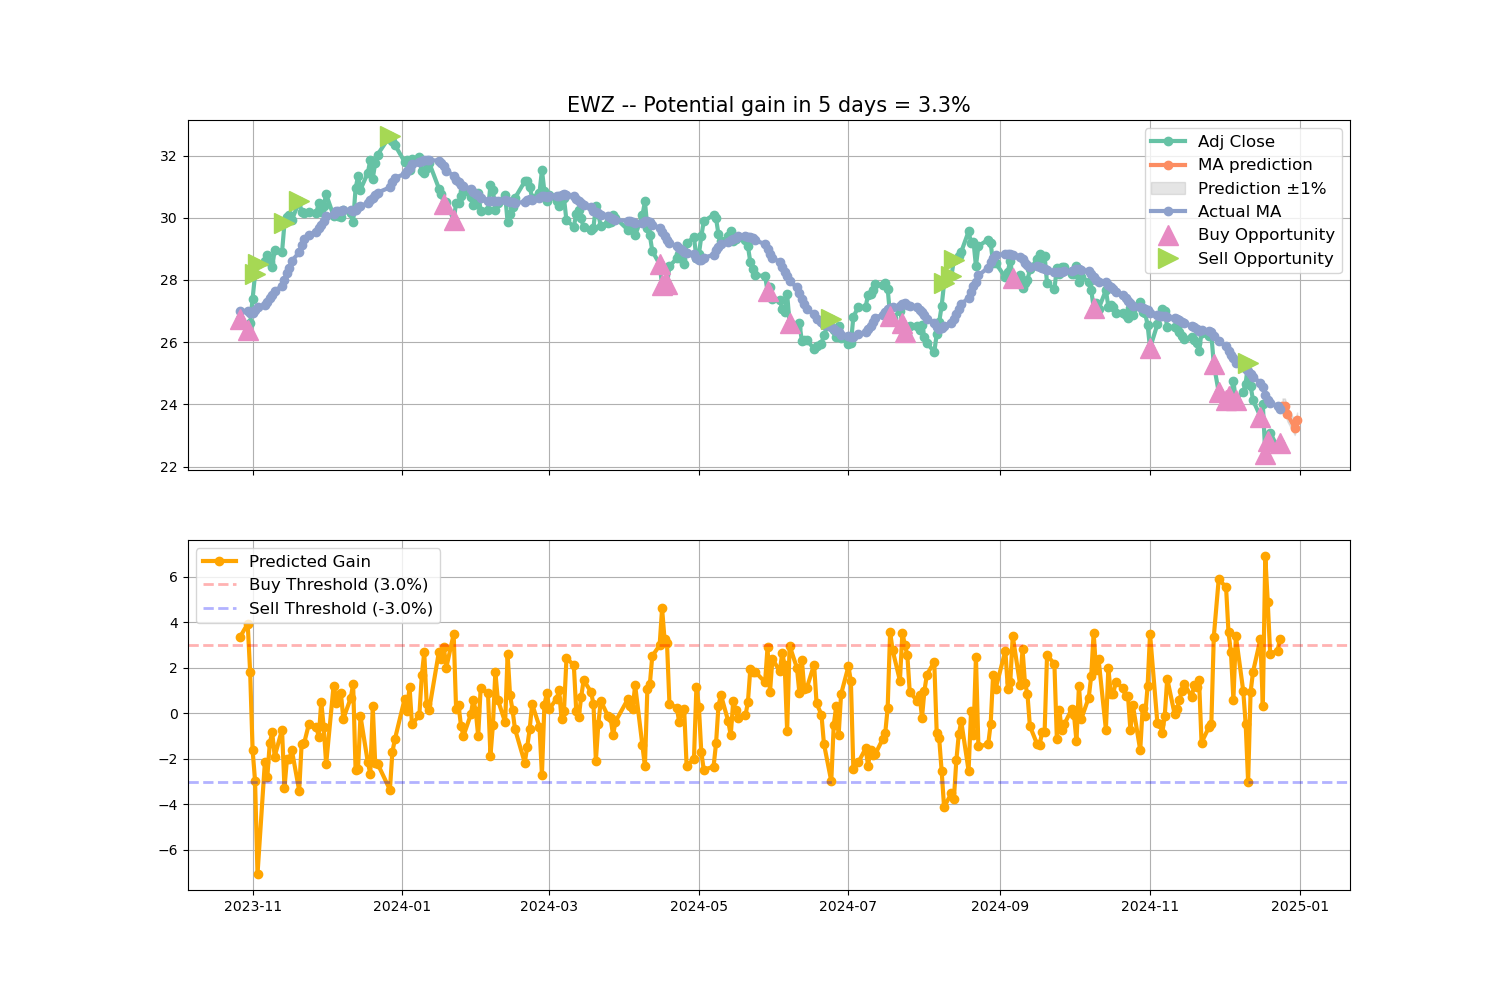 EWZ -- Potential gain in 5 days = 3.3%
32
30
28
26
24
22
Adj Close
MA prediction
Prediction ±1%
Actual MA
Buy Opportunity
Sell Opportunity
6
4
2
0
−2
−4
−6
Predicted Gain
Buy Threshold (3.0%)
Sell Threshold (-3.0%)
2023-11
2024-01
2024-03
2024-05
2024-07
2024-09
2024-11
2025-01